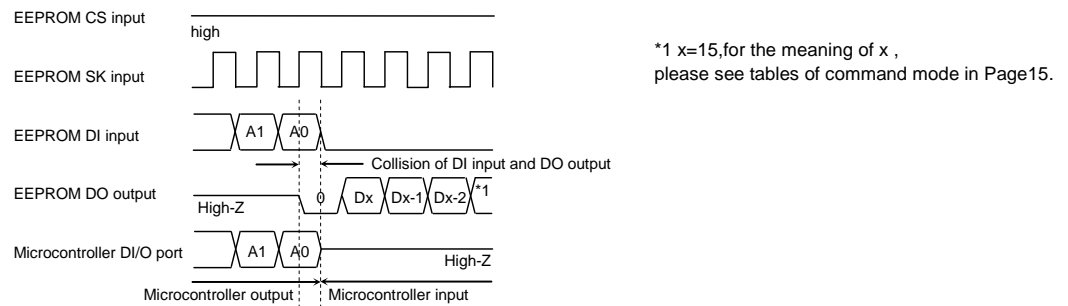 EEPROM CS input
high
*1 x=15,for the meaning of x ,
please see tables of command mode in Page15.
EEPROM SK input
EEPROM DI input
A1 A0
Collision of DI input and DO output
EEPROM DO output
High-Z
0 Dx Dx-1 Dx-2 *1
Microcontroller DI/O port
A1 A0
High-Z
Microcontroller output Microcontroller input